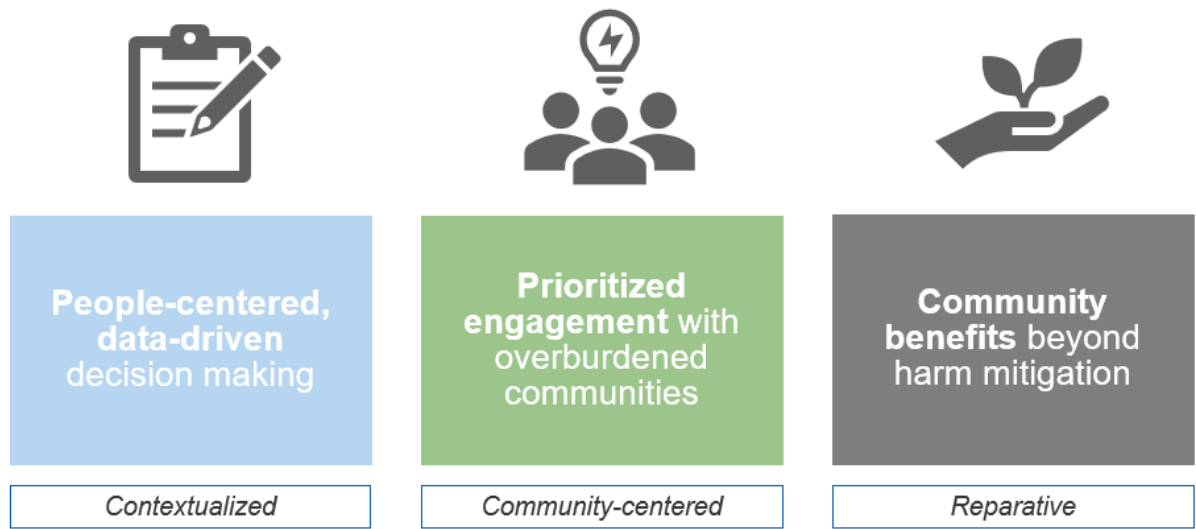 People-centered,
data-driven
decision making
Prioritized
engagement with
overburdened
communities
Community
benefits beyond
harm mitigation
Contextualized
Community-centered
Reparative